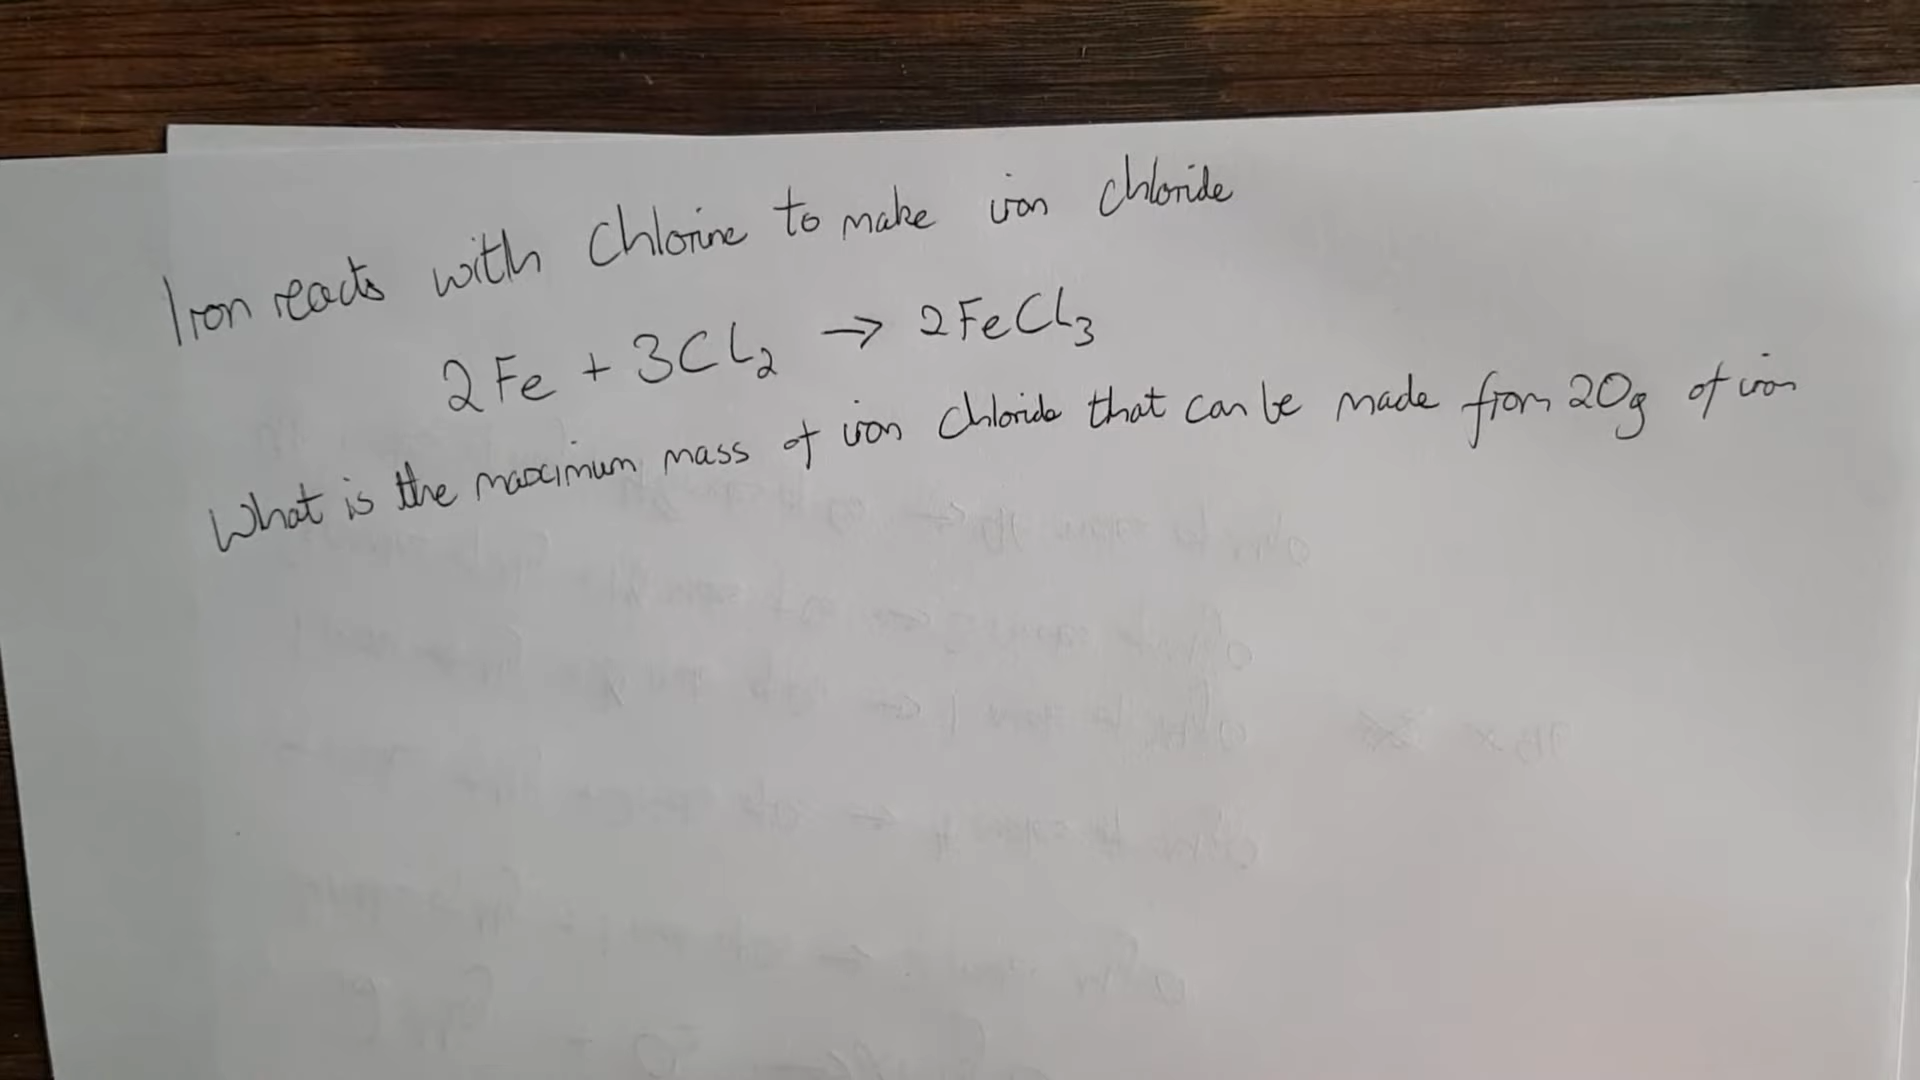 Iron reacts with Chlorine to make iron chloride
2Fe + 3Cl₂ → 2FeCl₃
What is the maximum mass of iron Chloride that can be made from 20g of iron